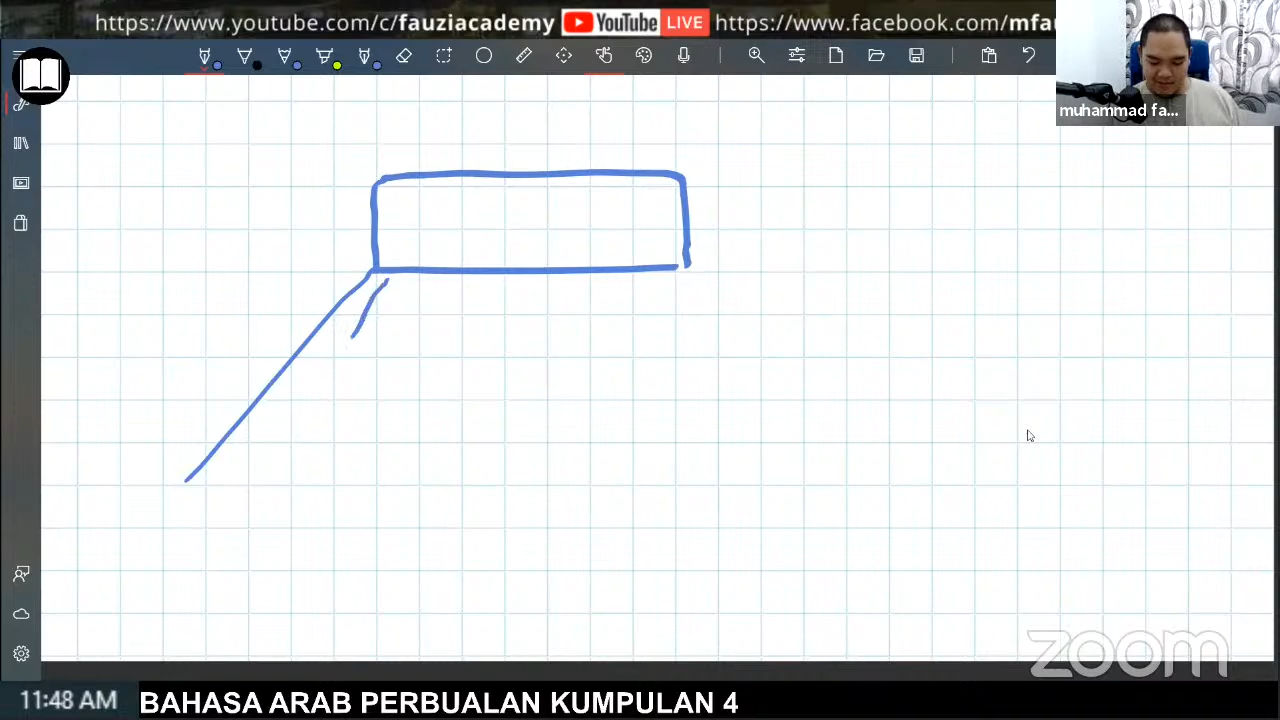 https://www.youtube.com/c/fauziacademy YouTube LIVE https://www.facebook.com/mfau
muhammad fa...
zoom
11:48 AM BAHASA ARAB PERBUALAN KUMPULAN 4